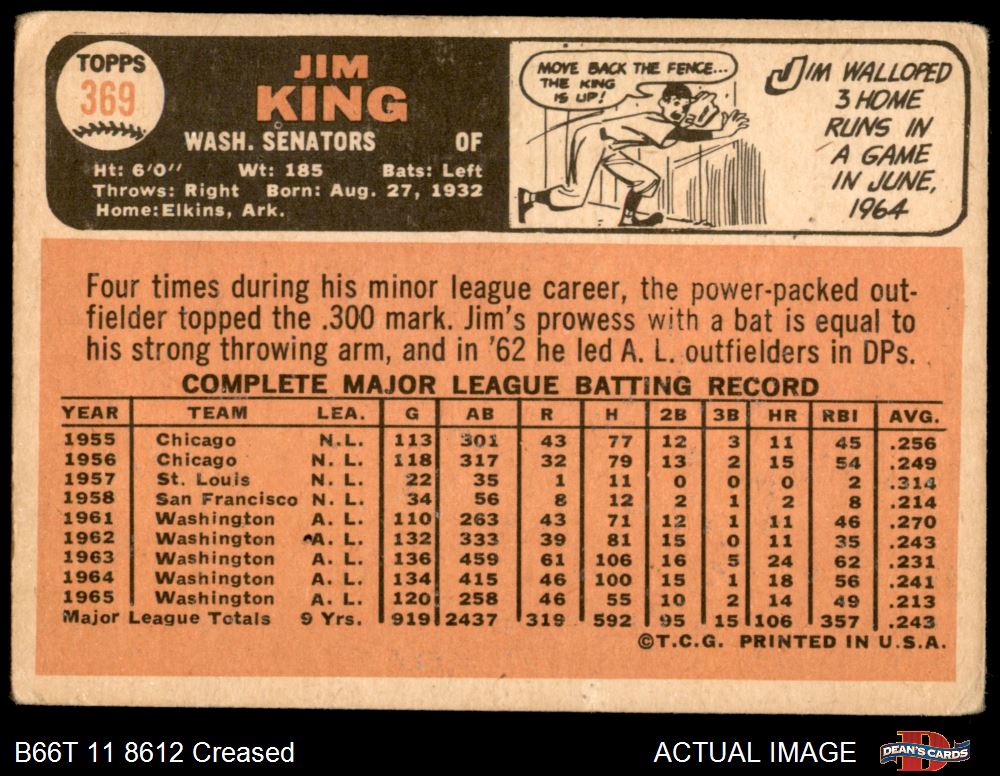 TOPPS
369
JIM
KING
WASH. SENATORS OF
Ht: 6'0" Wt: 185 Bats: Left
Throws: Right Born: Aug. 27, 1932
Home: Elkins, Ark.
MOVE BACK THE FENCE...
THE KING
IS UP!
JIM WALLOPED
3 HOME
RUNS IN
A GAME
IN JUNE,
1964
Four times during his minor league career, the power-packed out-
fielder topped the .300 mark. Jim's prowess with a bat is equal to
his strong throwing arm, and in '62 he led A. L. outfielders in DPs.
COMPLETE MAJOR LEAGUE BATTING RECORD
YEAR TEAM LEA. G AB R H 2B 3B HR RBI AVG.
1955 Chicago N.L. 113 301 43 77 12 3 11 45 .256
1956 Chicago N. L. 118 317 32 79 13 2 15 54 .249
1957 St. Louis N. L. 22 35 1 11 0 0 0 2 .314
1958 San Francisco N. L. 34 56 8 12 2 1 2 8 .214
1961 Washington A. L. 110 263 43 71 12 1 11 46 .270
1962 Washington A. L. 132 333 39 81 15 0 11 35 .243
1963 Washington A. L. 136 459 61 106 16 5 24 62 .231
1964 Washington A. L. 134 415 46 100 15 1 18 56 .241
1965 Washington A. L. 120 258 46 55 10 2 14 49 .213
Major League Totals 9 Yrs. 919 2437 319 592 95 15 106 357 .243
©T.C.G. PRINTED IN U.S.A.
B66T 11 8612 Creased ACTUAL IMAGE DEAN'S CARDS